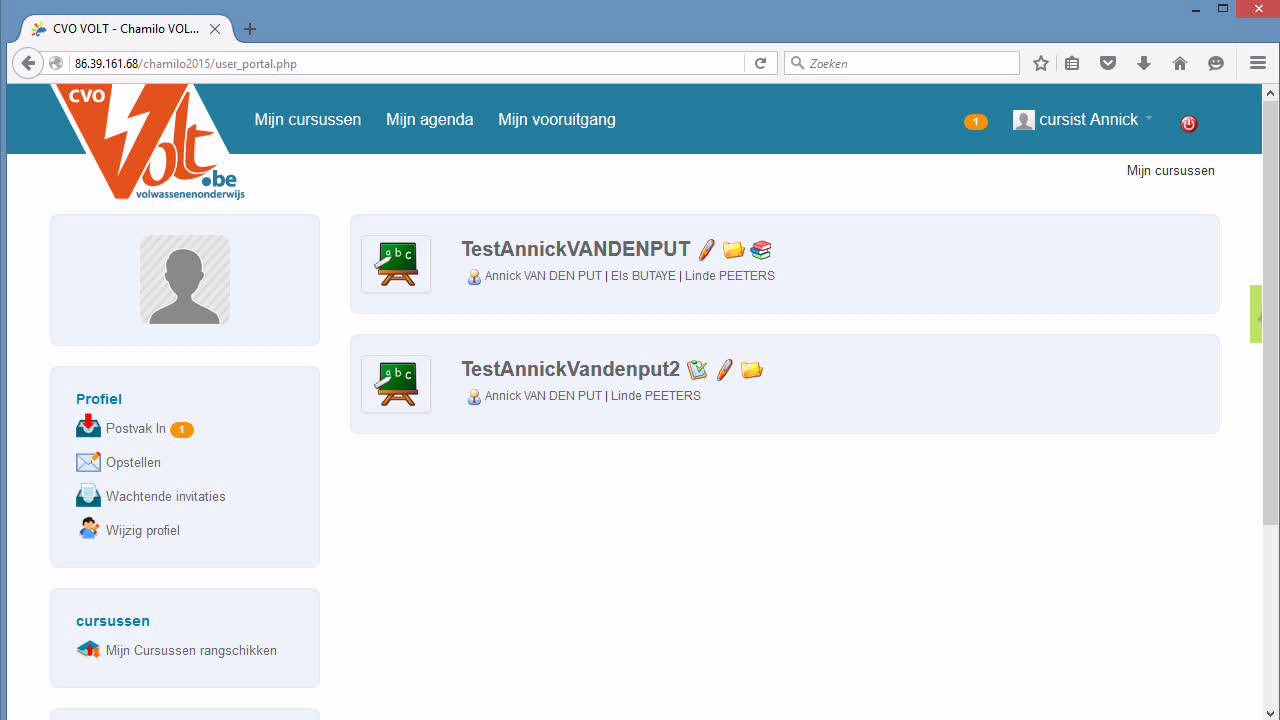 CVO VOLT - Chamilo VOL...
86.39.161.68/chamilo2015/user_portal.php
Zoeken
CVO
Volt
.be
volwassenenonderwijs
Mijn cursussen
Mijn agenda
Mijn vooruitgang
1
cursist Annick
Mijn cursussen
TestAnnickVANDENPUT
Annick VAN DEN PUT | Els BUTAYE | Linde PEETERS
TestAnnickVandenput2
Annick VAN DEN PUT | Linde PEETERS
Profiel
Postvak In 1
Opstellen
Wachtende invitaties
Wijzig profiel
cursussen
Mijn Cursussen rangschikken
a b c
a b c